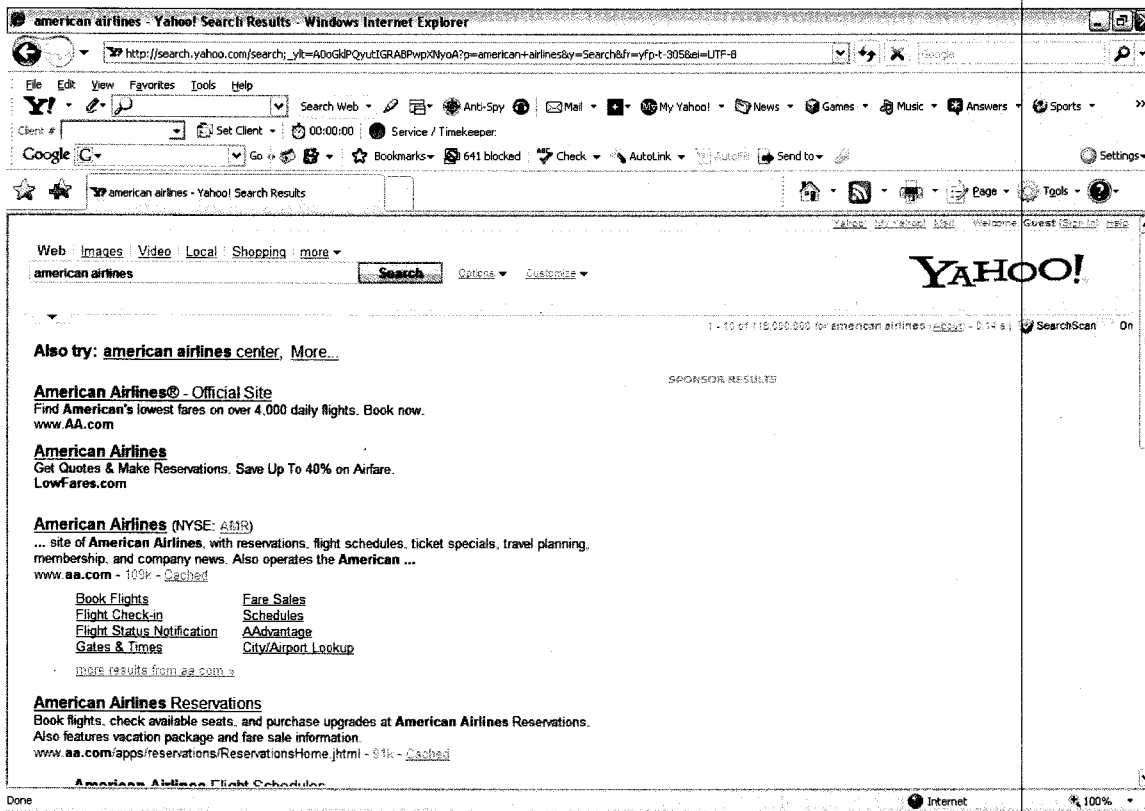 american airlines - Yahoo! Search Results - Windows Internet Explorer
http://search.yahoo.com/search;_ylt=A0oGklPQyutIGRABPwpXNyoA?p=american+airlines&y=Search&fr=yfp-t-305&ei=UTF-8 Google
File Edit View Favorites Tools Help
Y! Search Web Anti-Spy Mail My Yahoo! News Games Music Answers Sports »
Client # Set Client 00:00:00 Service / Timekeeper:
Google G Go Bookmarks 641 blocked ABC Check AutoLink AutoFill Send to Settings
american airlines - Yahoo! Search Results Page Tools
Yahoo! My Yahoo! Mail Welcome, Guest [Sign In] Help
Web Images Video Local Shopping more
american airlines Search Options Customize YAHOO!
1 - 10 of 118,000,000 for american airlines (About) - 0.14 s | SearchScan On
Also try: american airlines center, More...
SPONSOR RESULTS
American Airlines® - Official Site
Find American's lowest fares on over 4,000 daily flights. Book now.
www.AA.com
American Airlines
Get Quotes & Make Reservations. Save Up To 40% on Airfare.
LowFares.com
American Airlines (NYSE: AMR)
... site of American Airlines, with reservations, flight schedules, ticket specials, travel planning,
membership, and company news. Also operates the American ...
www.aa.com - 109k - Cached
Book Flights Fare Sales
Flight Check-in Schedules
Flight Status Notification AAdvantage
Gates & Times City/Airport Lookup
more results from aa.com »
American Airlines Reservations
Book flights, check available seats, and purchase upgrades at American Airlines Reservations.
Also features vacation package and fare sale information.
www.aa.com/apps/reservations/ReservationsHome.jhtml - 91k - Cached
American Airlines Flight Schedules
Done Internet 100%